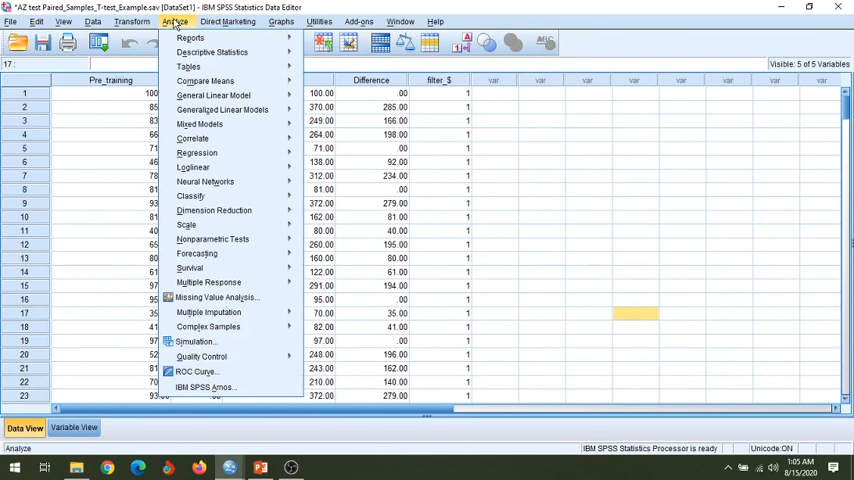 *AZ test Paired_Samples_T-test_Example.sav [DataSet1] - IBM SPSS Statistics Data Editor
File Edit View Data Transform Analyze Direct Marketing Graphs Utilities Add-ons Window Help
17 :
Visible: 5 of 5 Variables
Pre_training Difference filter_$ var var var var var var var
Reports
Descriptive Statistics
Tables
Compare Means
General Linear Model
Generalized Linear Models
Mixed Models
Correlate
Regression
Loglinear
Neural Networks
Classify
Dimension Reduction
Scale
Nonparametric Tests
Forecasting
Survival
Multiple Response
Missing Value Analysis...
Multiple Imputation
Complex Samples
Simulation...
Quality Control
ROC Curve...
IBM SPSS Amos...
1 100 100.00 .00 1
2 85 370.00 285.00 1
3 83 249.00 166.00 1
4 66 264.00 198.00 1
5 71 71.00 .00 1
6 46 138.00 92.00 1
7 78 312.00 234.00 1
8 81 81.00 .00 1
9 93 372.00 279.00 1
10 81 162.00 81.00 1
11 40 80.00 40.00 1
12 65 260.00 195.00 1
13 80 160.00 80.00 1
14 61 122.00 61.00 1
15 97 291.00 194.00 1
16 95 95.00 .00 1
17 35 70.00 35.00 1
18 41 82.00 41.00 1
19 56 .00 1
20 52 248.00 196.00 1
21 81 243.00 162.00 1
22 70 210.00 140.00 1
23 93.00 .00 372.00 279.00 1
Data View Variable View
Analyze IBM SPSS Statistics Processor is ready Unicode:ON
1:05 AM
8/15/2020